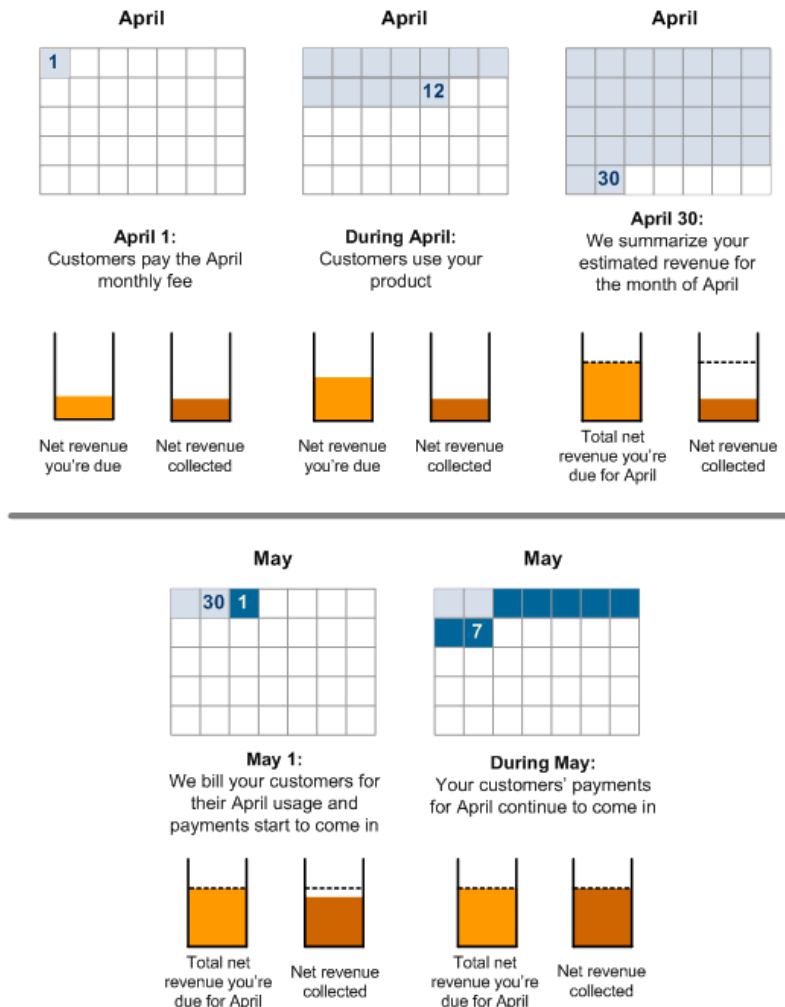 April
April
April
1
12
30
April 1:
Customers pay the April
monthly fee
During April:
Customers use your
product
April 30:
We summarize your
estimated revenue for
the month of April
Net revenue
you're due
Net revenue
collected
Net revenue
you're due
Net revenue
collected
Total net
revenue you're
due for April
Net revenue
collected
May
May
30 1
7
May 1:
We bill your customers for
their April usage and
payments start to come in
During May:
Your customers' payments
for April continue to come in
Total net
revenue you're
due for April
Net revenue
collected
Total net
revenue you're
due for April
Net revenue
collected